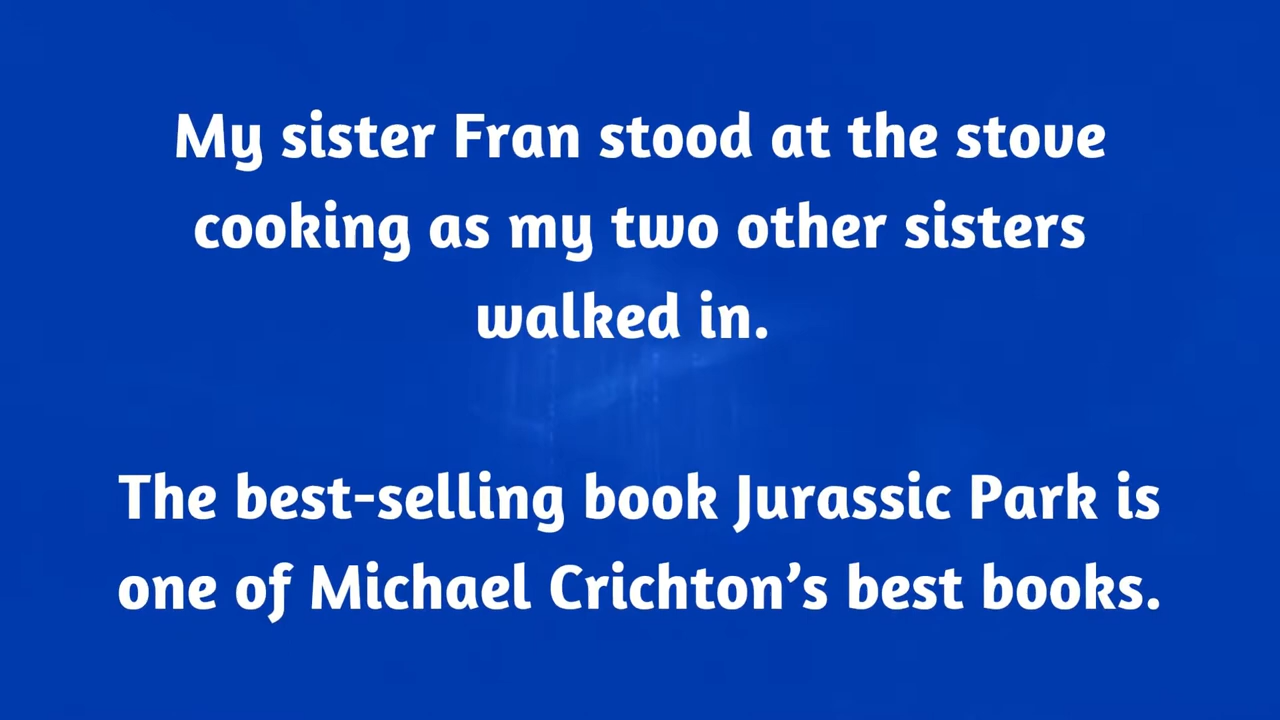 My sister Fran stood at the stove
cooking as my two other sisters
walked in.
The best-selling book Jurassic Park is
one of Michael Crichton’s best books.